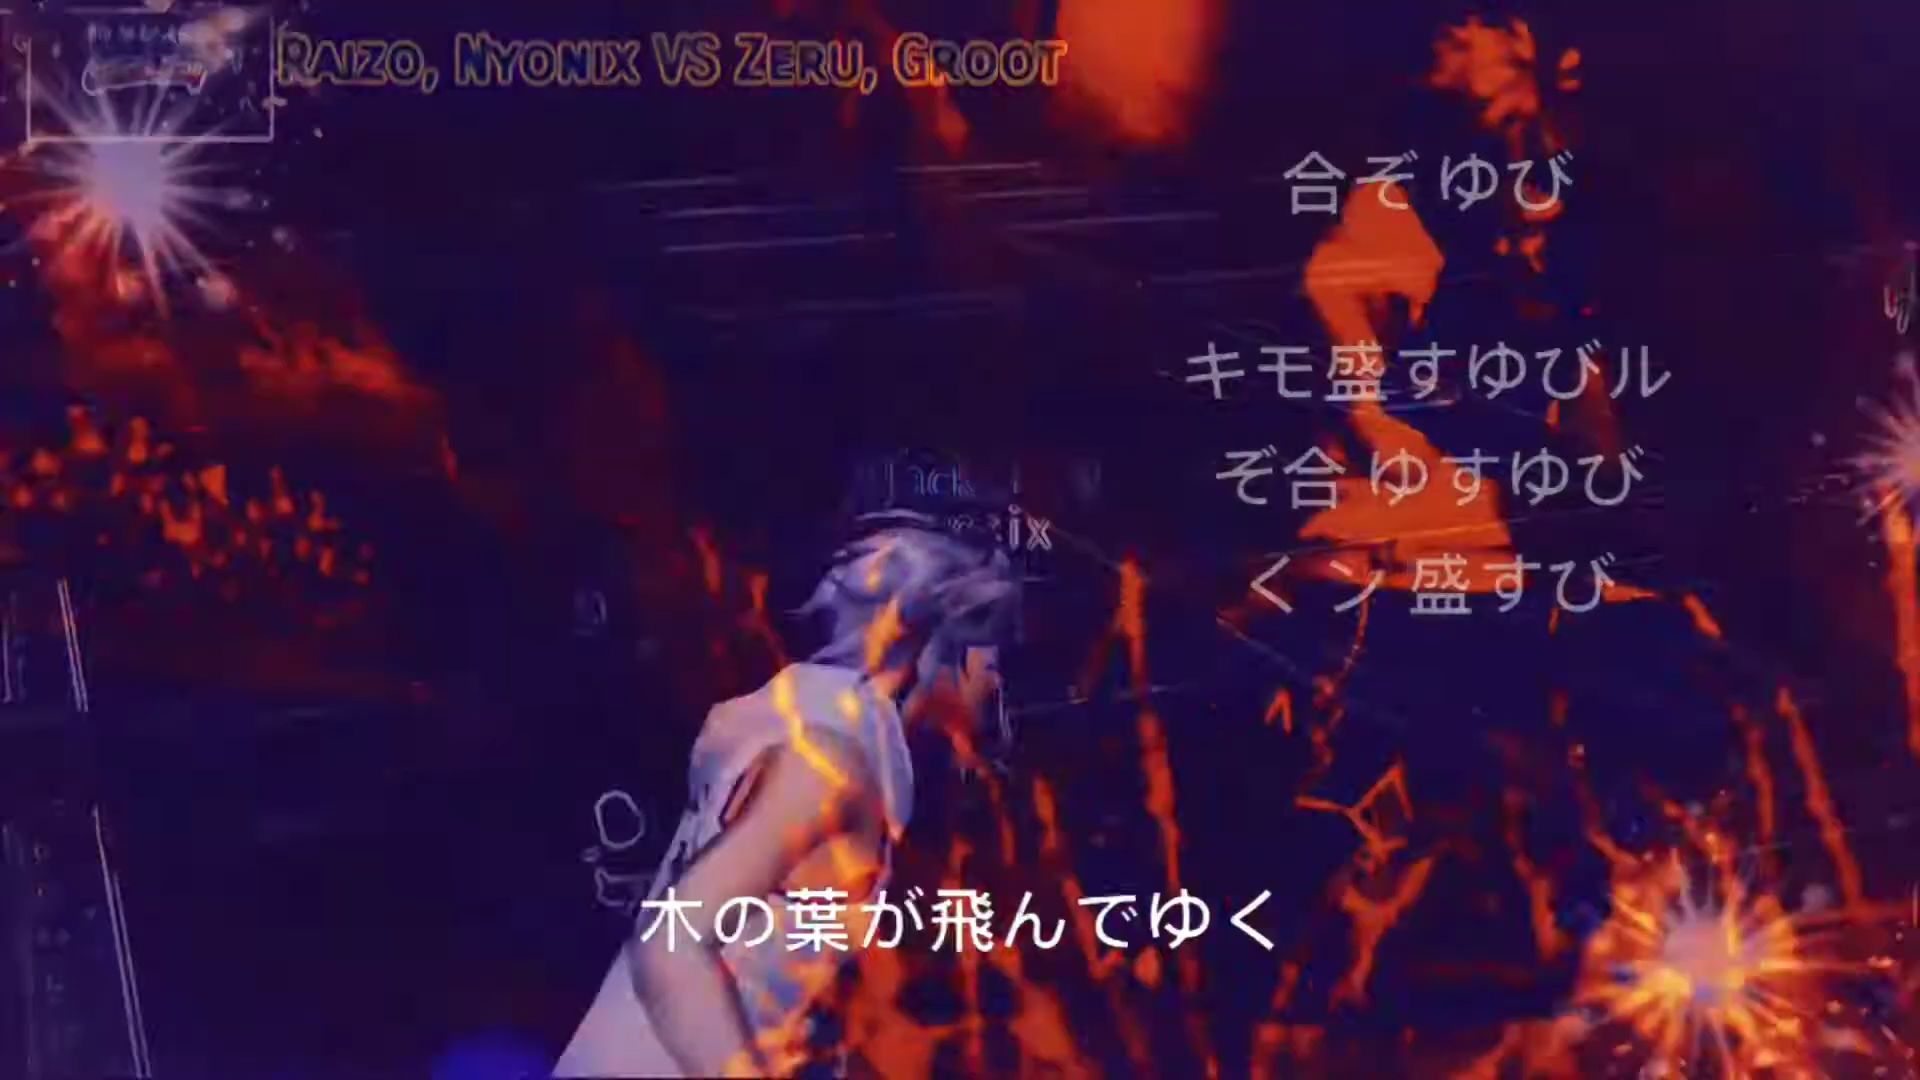 RAIZO, NYONIX VS ZERU, GROOT
合ぞ ゆび
キモ盛すゆびル
ぞ合 ゆすゆび
くン 盛すび
木の葉が飛んでゆく